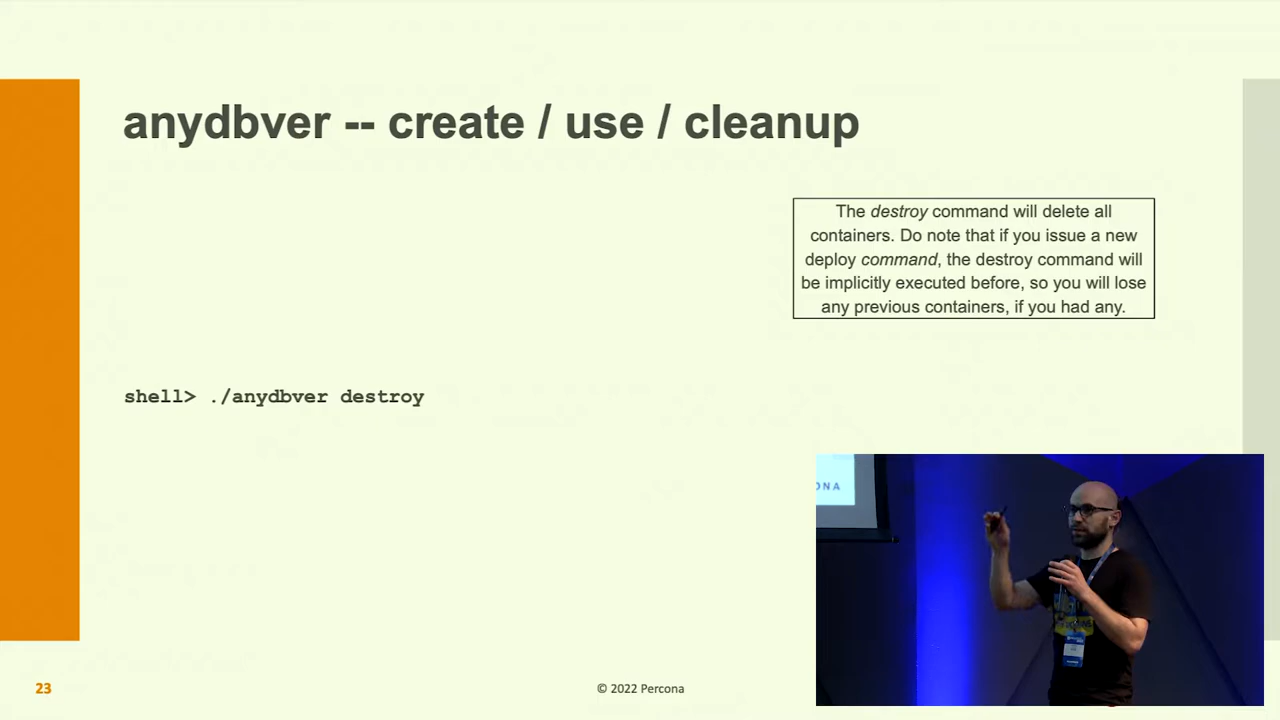 anydbver -- create / use / cleanup
The destroy command will delete all
containers. Do note that if you issue a new
deploy command, the destroy command will
be implicitly executed before, so you will lose
any previous containers, if you had any.
shell> ./anydbver destroy
ONA
23
© 2022 Percona